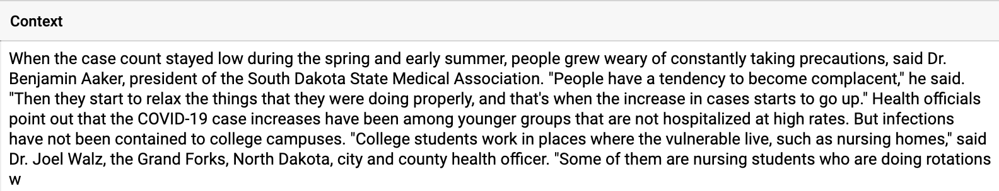 Context
When the case count stayed low during the spring and early summer, people grew weary of constantly taking precautions, said Dr.
Benjamin Aaker, president of the South Dakota State Medical Association. "People have a tendency to become complacent," he said.
"Then they start to relax the things that they were doing properly, and that's when the increase in cases starts to go up." Health officials
point out that the COVID-19 case increases have been among younger groups that are not hospitalized at high rates. But infections
have not been contained to college campuses. "College students work in places where the vulnerable live, such as nursing homes," said
Dr. Joel Walz, the Grand Forks, North Dakota, city and county health officer. "Some of them are nursing students who are doing rotations
w